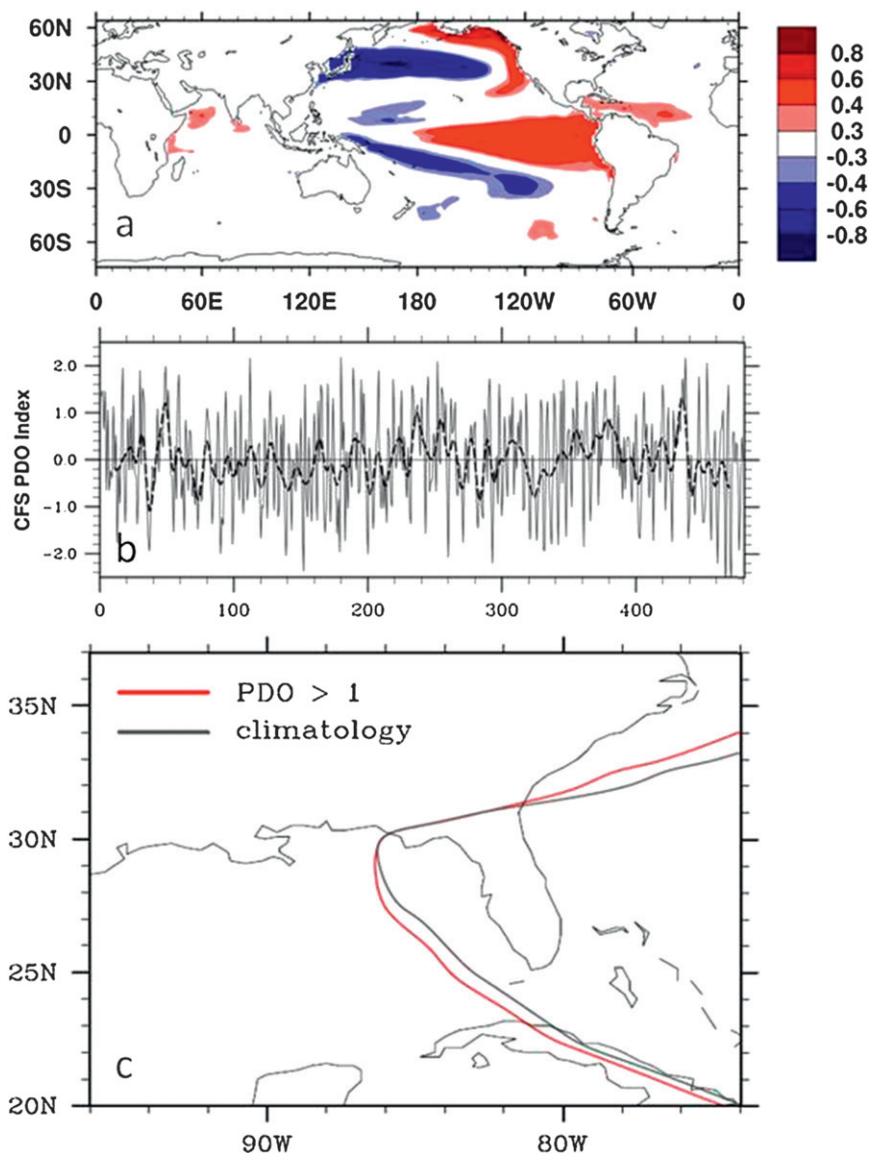 60N
30N
0
30S
60S
a
0 60E 120E 180 120W 60W 0
0.8
0.6
0.4
0.3
-0.3
-0.4
-0.6
-0.8
CFS PDO Index
2.0
1.0
0.0
-1.0
-2.0
b
0 100 200 300 400
PDO > 1
climatology
35N
30N
25N
20N
c
90W 80W